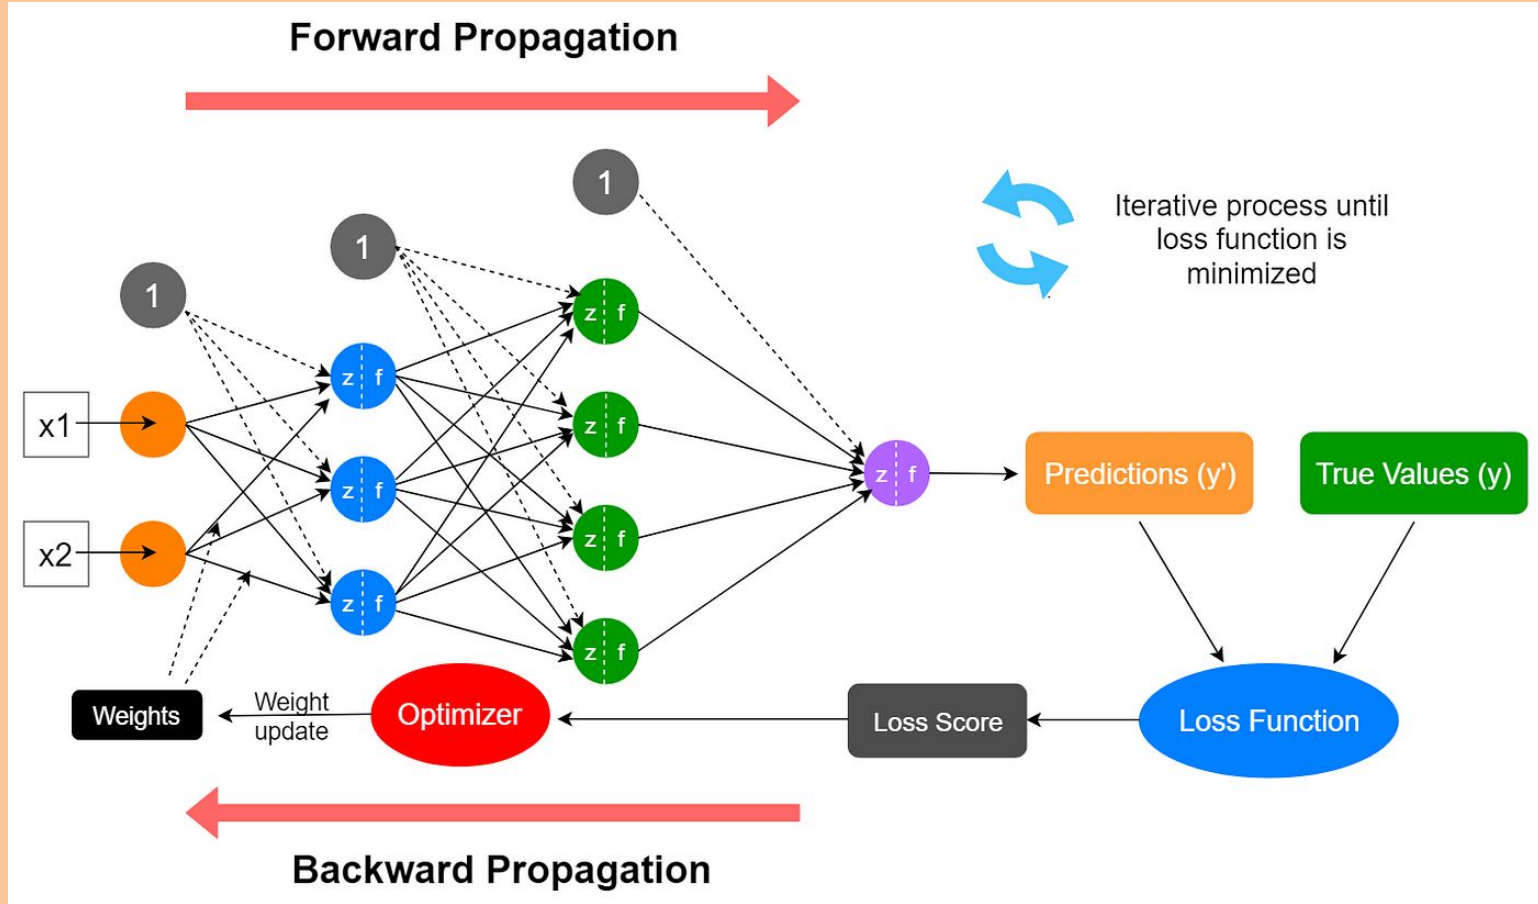 Forward Propagation
1
1
1
Iterative process until
loss function is
minimized
z f
z f
x1
z f
z f
z f
Predictions (y')
True Values (y)
z f
x2
z f
z f
Weights
Weight
update
Optimizer
Loss Score
Loss Function
Backward Propagation